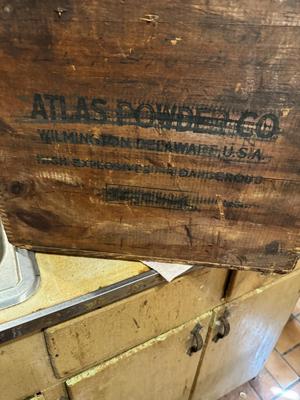 ATLAS POWDER CO
WILMINGTON, DELAWARE, U.S.A.
HIGH EXPLOSIVES DANGEROUS